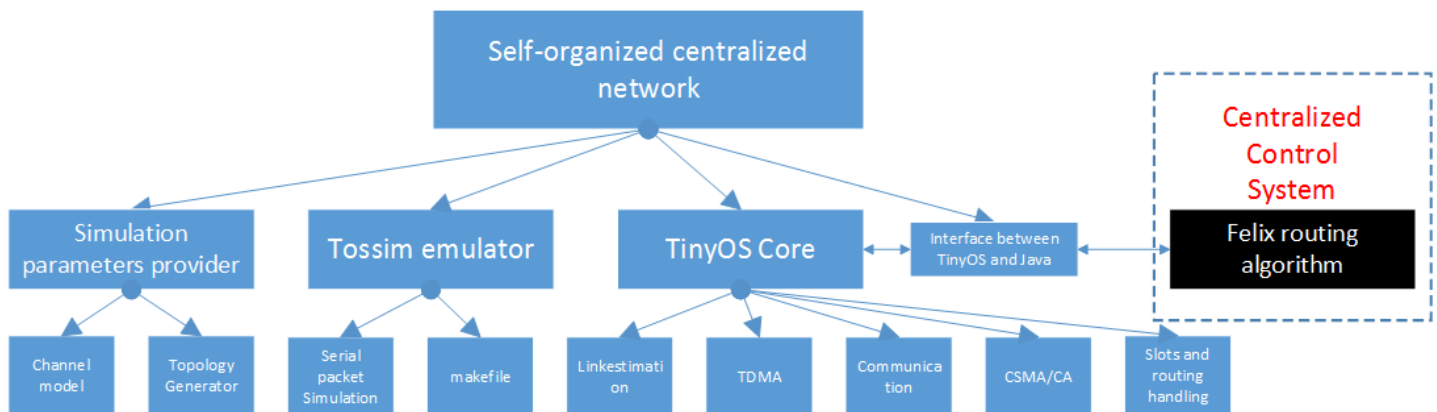 Self-organized centralized
network
Centralized
Control
System
Simulation
parameters provider
Tossim emulator
TinyOS Core
Interface between
TinyOS and Java
Felix routing
algorithm
Channel
model
Topology
Generator
Serial
packet
Simulation
makefile
Linkestimati
on
TDMA
Communica
tion
CSMA/CA
Slots and
routing
handling